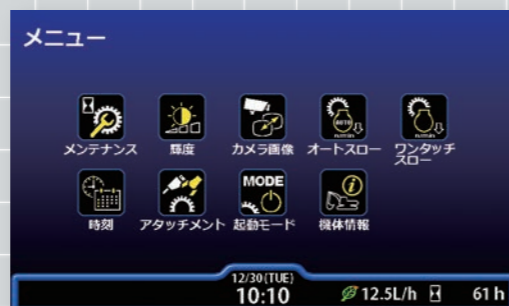 メニュー
メンテナンス
輝度
カメラ画像
オートスロー
ワンタッチ
スロー
時刻
アタッチメント
起動モード
機体情報
AUTO
MODE
12/30(TUE)
10:10
12.5L/h
61 h